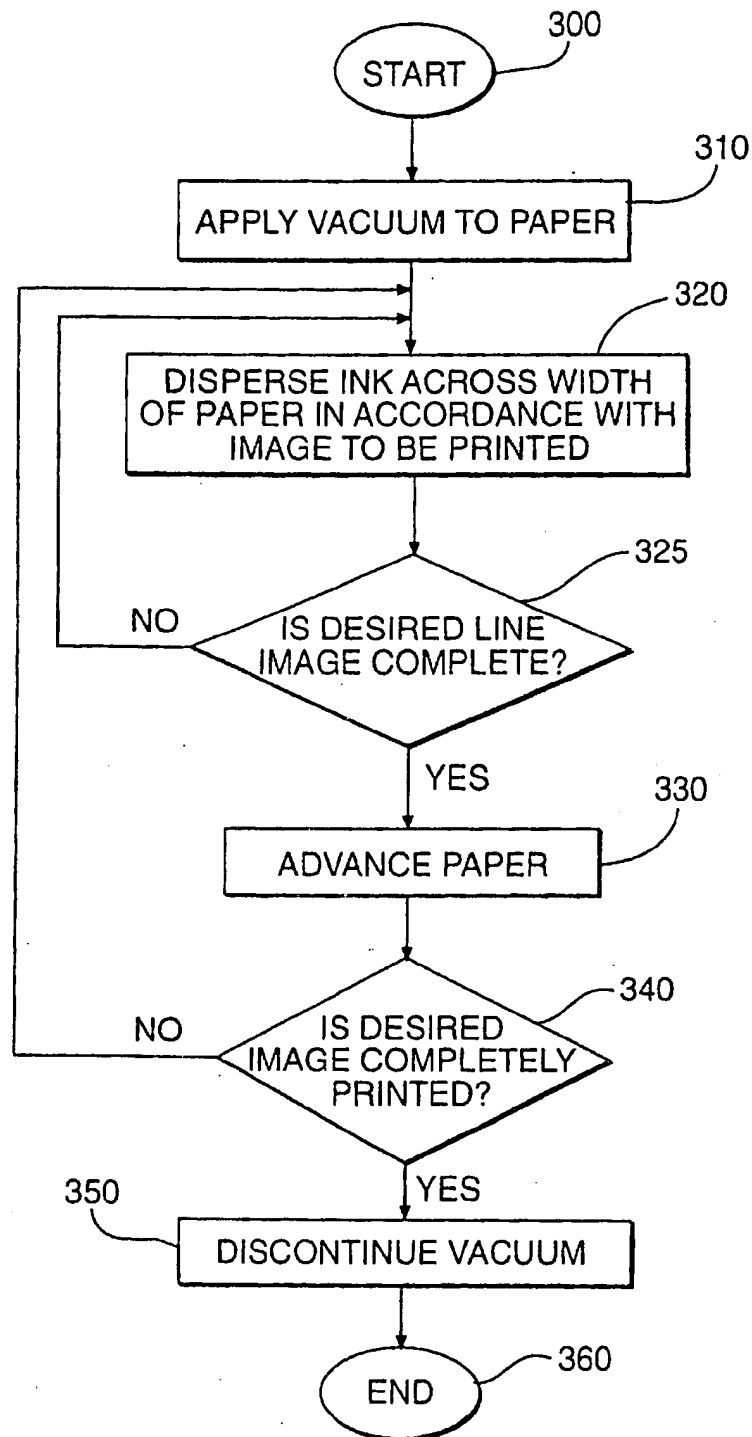 300
START
310
APPLY VACUUM TO PAPER
320
DISPERSE INK ACROSS WIDTH
OF PAPER IN ACCORDANCE WITH
IMAGE TO BE PRINTED
325
NO
IS DESIRED LINE
IMAGE COMPLETE?
YES
330
ADVANCE PAPER
340
NO
IS DESIRED
IMAGE COMPLETELY
PRINTED?
YES
350
DISCONTINUE VACUUM
360
END